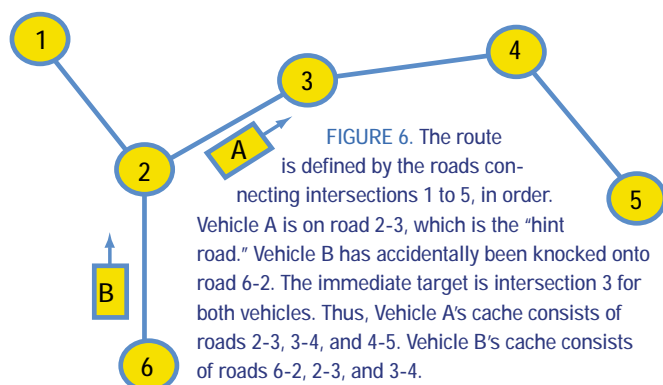 1
4
3
2
5
A
B
6
FIGURE 6. The route
is defined by the roads con-
necting intersections 1 to 5, in order.
Vehicle A is on road 2-3, which is the “hint
road.” Vehicle B has accidentally been knocked onto
road 6-2. The immediate target is intersection 3 for
both vehicles. Thus, Vehicle A’s cache consists of
roads 2-3, 3-4, and 4-5. Vehicle B’s cache consists
of roads 6-2, 2-3, and 3-4.